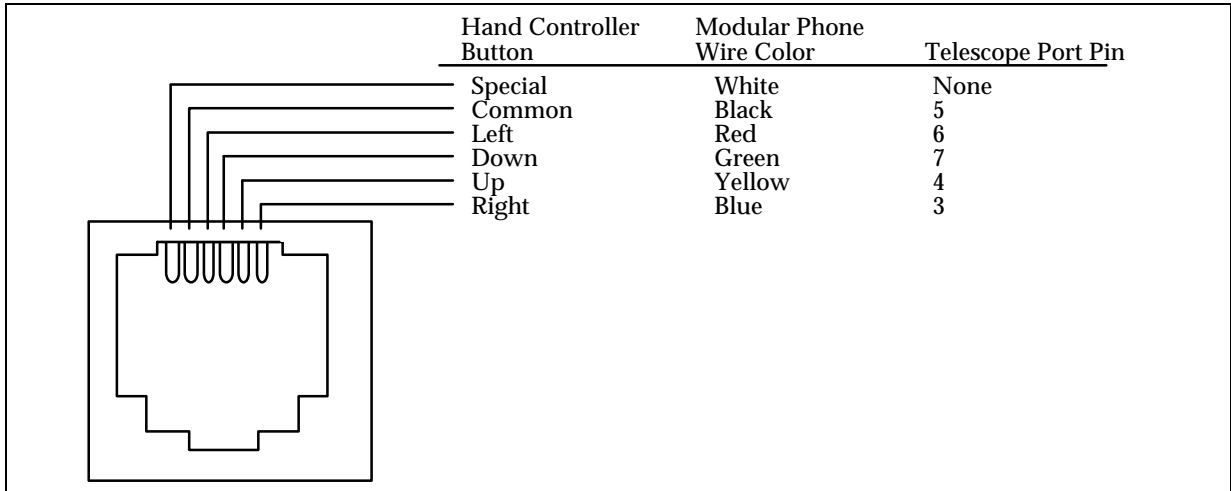 Hand Controller Modular Phone
Button Wire Color Telescope Port Pin
Special White None
Common Black 5
Left Red 6
Down Green 7
Up Yellow 4
Right Blue 3